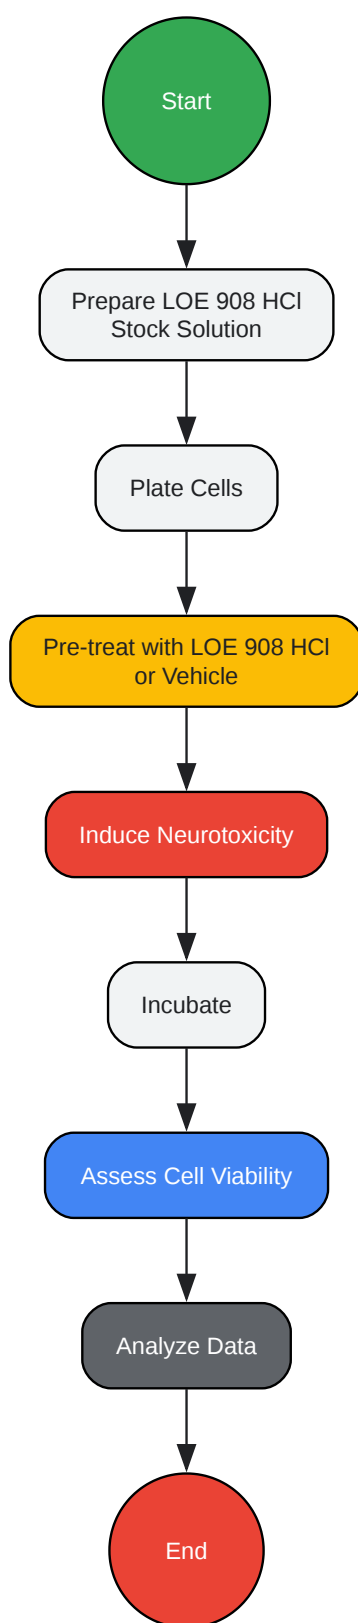 Start
Prepare LOE 908 HCl
Stock Solution
Plate Cells
Pre-treat with LOE 908 HCl
or Vehicle
Induce Neurotoxicity
Incubate
Assess Cell Viability
Analyze Data
End